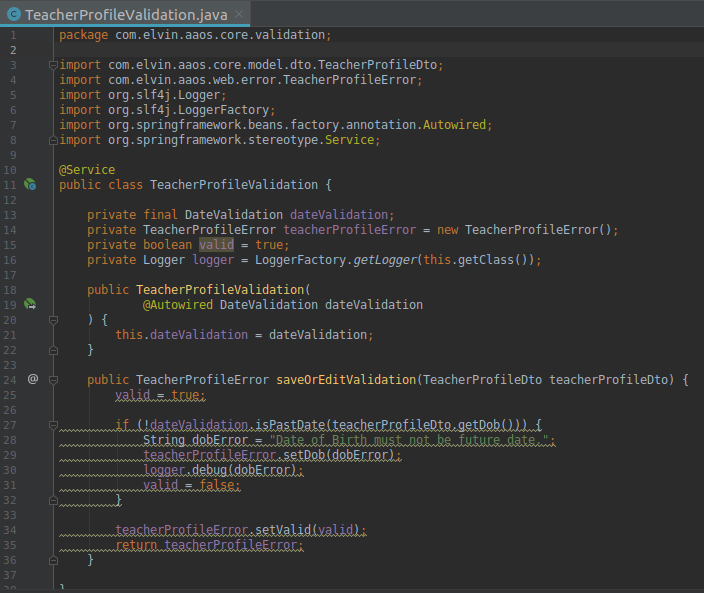 TeacherProfileValidation.java
1 package com.elvin.aaos.core.validation;
2
3 import com.elvin.aaos.core.model.dto.TeacherProfileDto;
4 import com.elvin.aaos.web.error.TeacherProfileError;
5 import org.slf4j.Logger;
6 import org.slf4j.LoggerFactory;
7 import org.springframework.beans.factory.annotation.Autowired;
8 import org.springframework.stereotype.Service;
9
10 @Service
11 public class TeacherProfileValidation {
12
13 private final DateValidation dateValidation;
14 private TeacherProfileError teacherProfileError = new TeacherProfileError();
15 private boolean valid = true;
16 private Logger logger = LoggerFactory.getLogger(this.getClass());
17
18 public TeacherProfileValidation(
19 @Autowired DateValidation dateValidation
20 ) {
21 this.dateValidation = dateValidation;
22 }
23
24 @ public TeacherProfileError saveOrEditValidation(TeacherProfileDto teacherProfileDto) {
25 valid = true;
26
27 if (!dateValidation.isPastDate(teacherProfileDto.getDob())) {
28 String dobError = "Date of Birth must not be future date.";
29 teacherProfileError.setDob(dobError);
30 logger.debug(dobError);
31 valid = false;
32 }
33
34 teacherProfileError.setValid(valid);
35 return teacherProfileError;
36 }
37
38 }